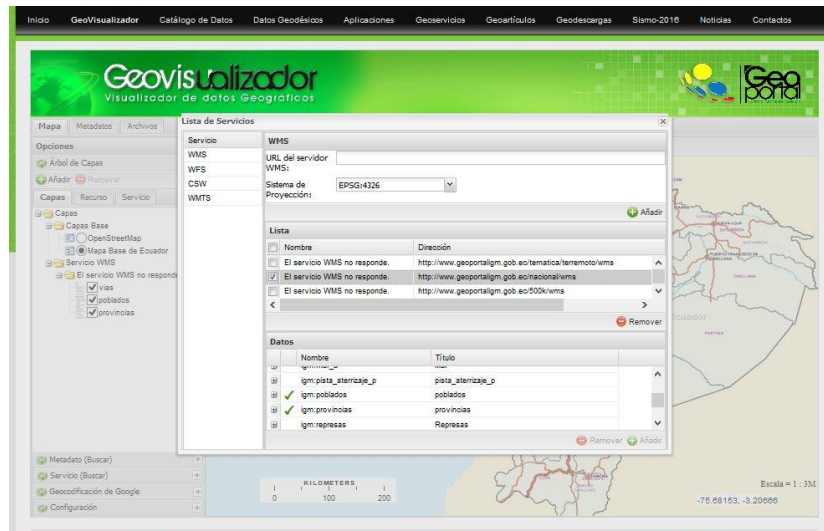 Inicio GeoVisualizador Catálogo de Datos Datos Geodésicos Aplicaciones Geoservicios Geoartículos Geodescargas Sismo-2016 Noticias Contactos
Geovisualizador
Visualizador de datos Geográficos
Geo
portal
Mapa Metadatos Archivos
Opciones
Árbol de Capas
Añadir Remover
Capas Recurso Servicio
Capas
Capas Base
OpenStreetMap
Mapa Base de Ecuador
Servicio WMS
El servicio WMS no respond
vias
poblados
provincias
Metadato (Buscar)
Servicio (Buscar)
Geocodificación de Google
Configuración
Lista de Servicios
Servicio
WMS
WFS
CSW
WMTS
WMS
URL del servidor
WMS:
Sistema de
Proyección:
EPSG:4326
Añadir
Lista
Nombre Dirección
El servicio WMS no responde. http://www.geoportaligm.gob.ec/tematica/terremoto/wms
El servicio WMS no responde. http://www.geoportaligm.gob.ec/nacional/wms
El servicio WMS no responde. http://www.geoportaligm.gob.ec/500k/wms
Remover
Datos
Nombre Título
igm:pista_aterrizaje_p pista_aterrizaje_p
igm:poblados poblados
igm:provincias provincias
igm:represas Represas
Remover Añadir
Ecuador
ORELLANA
PASTAZA
KILOMETERS
0 100 200
Escala = 1 : 3M
-75.68153, -3.20666